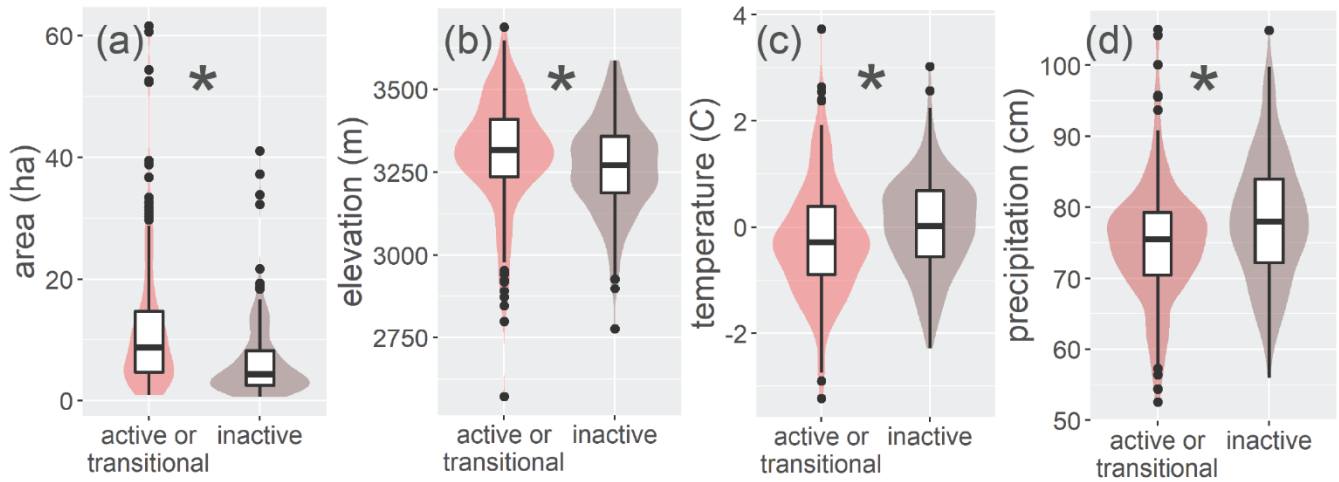 (a)
*
area (ha)
60
40
20
0
active or
transitional
inactive
(b)
*
elevation (m)
3500
3250
3000
2750
active or
transitional
inactive
(c)
*
temperature (C)
4
2
0
-2
active or
transitional
inactive
(d)
*
precipitation (cm)
100
90
80
70
60
50
active or
transitional
inactive